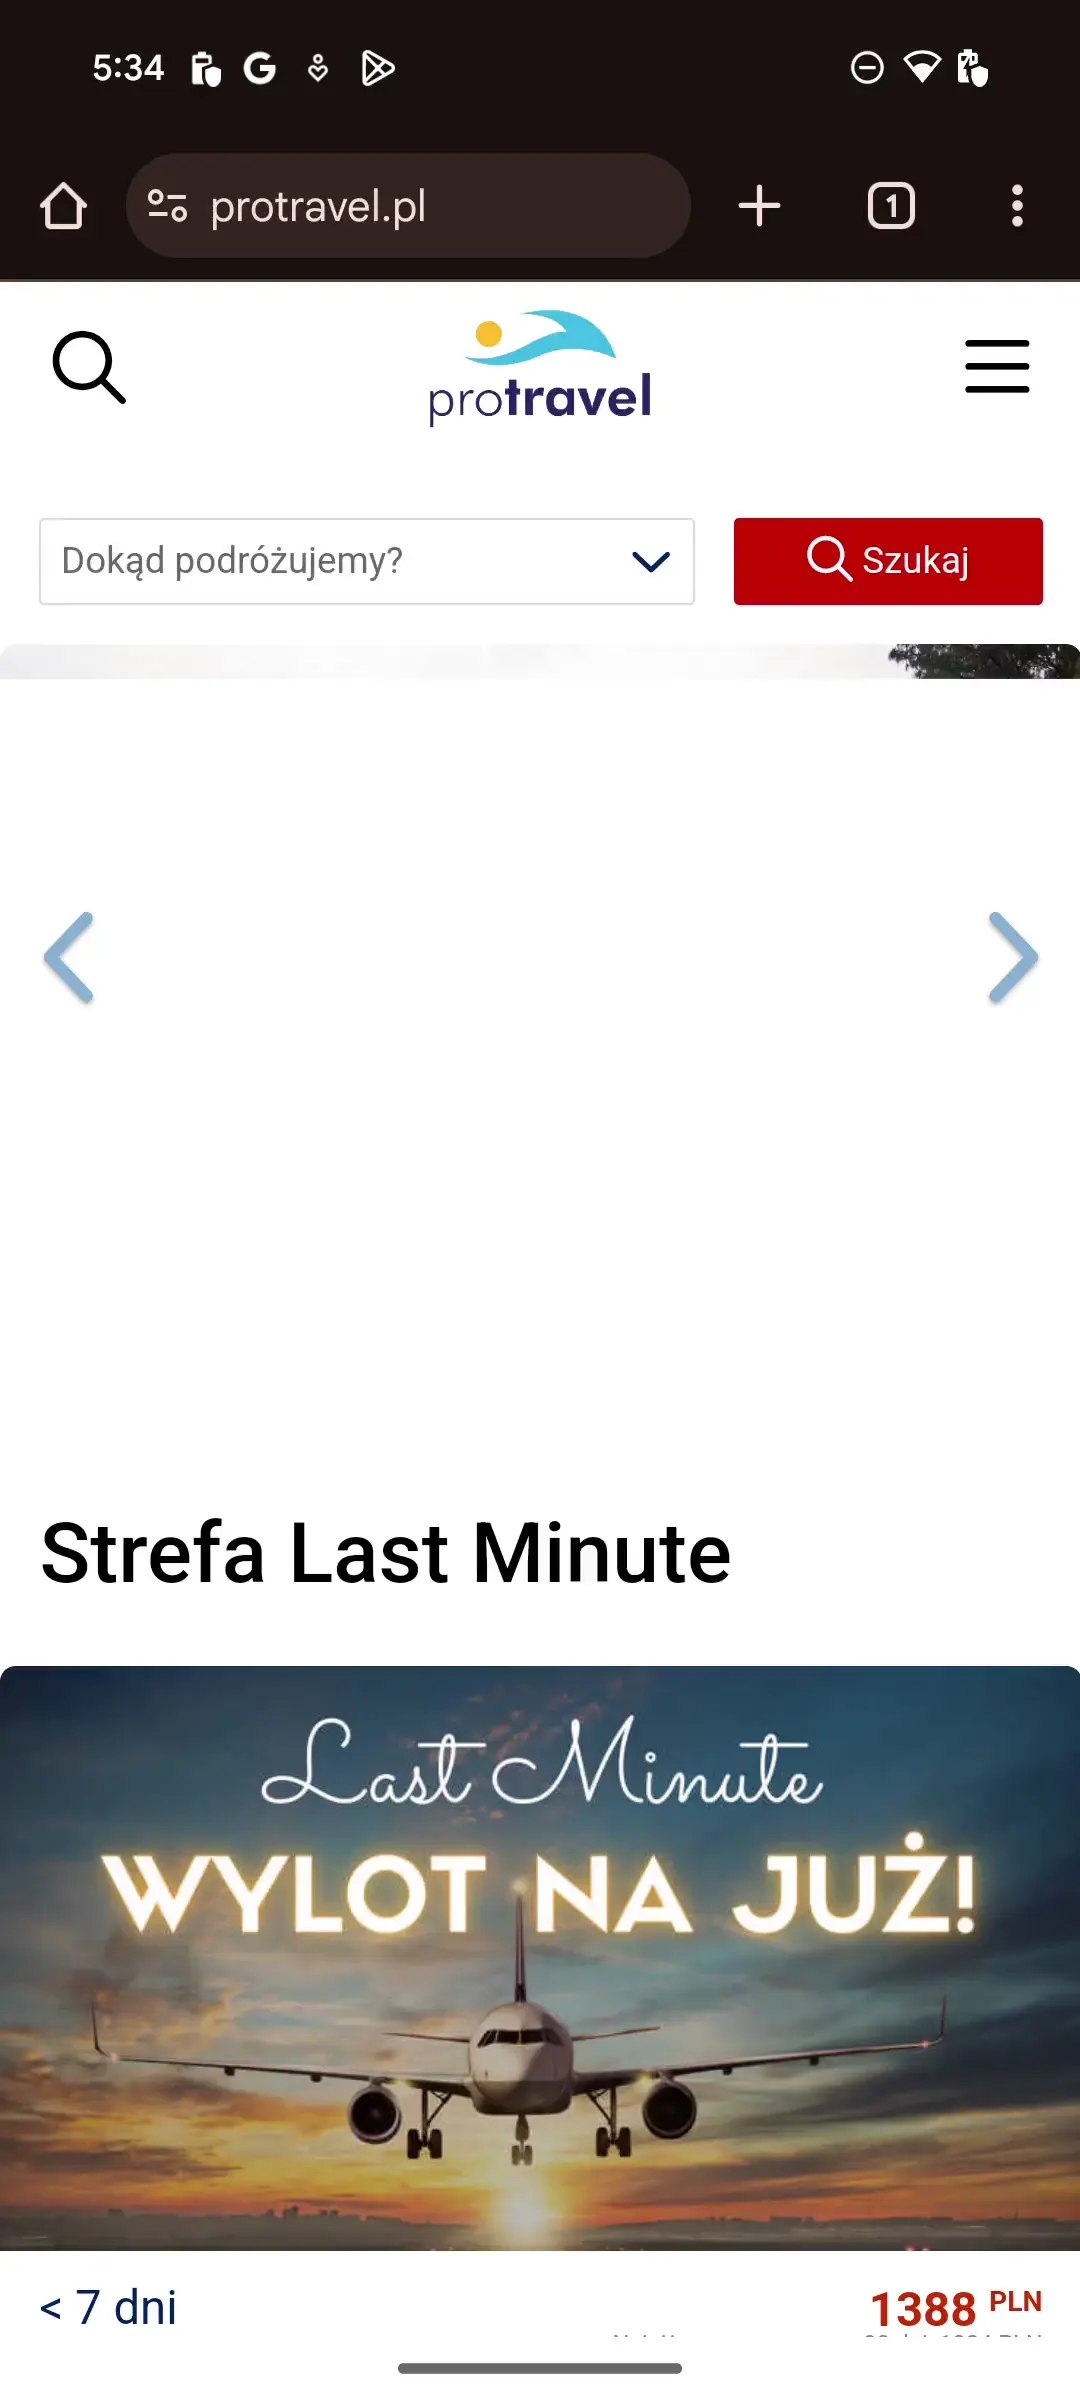 5:34
protravel.pl
1
protravel
Dokąd podróżujemy?
Szukaj
Strefa Last Minute
Last Minute
WYLOT NA JUŻ!
< 7 dni
1388 PLN